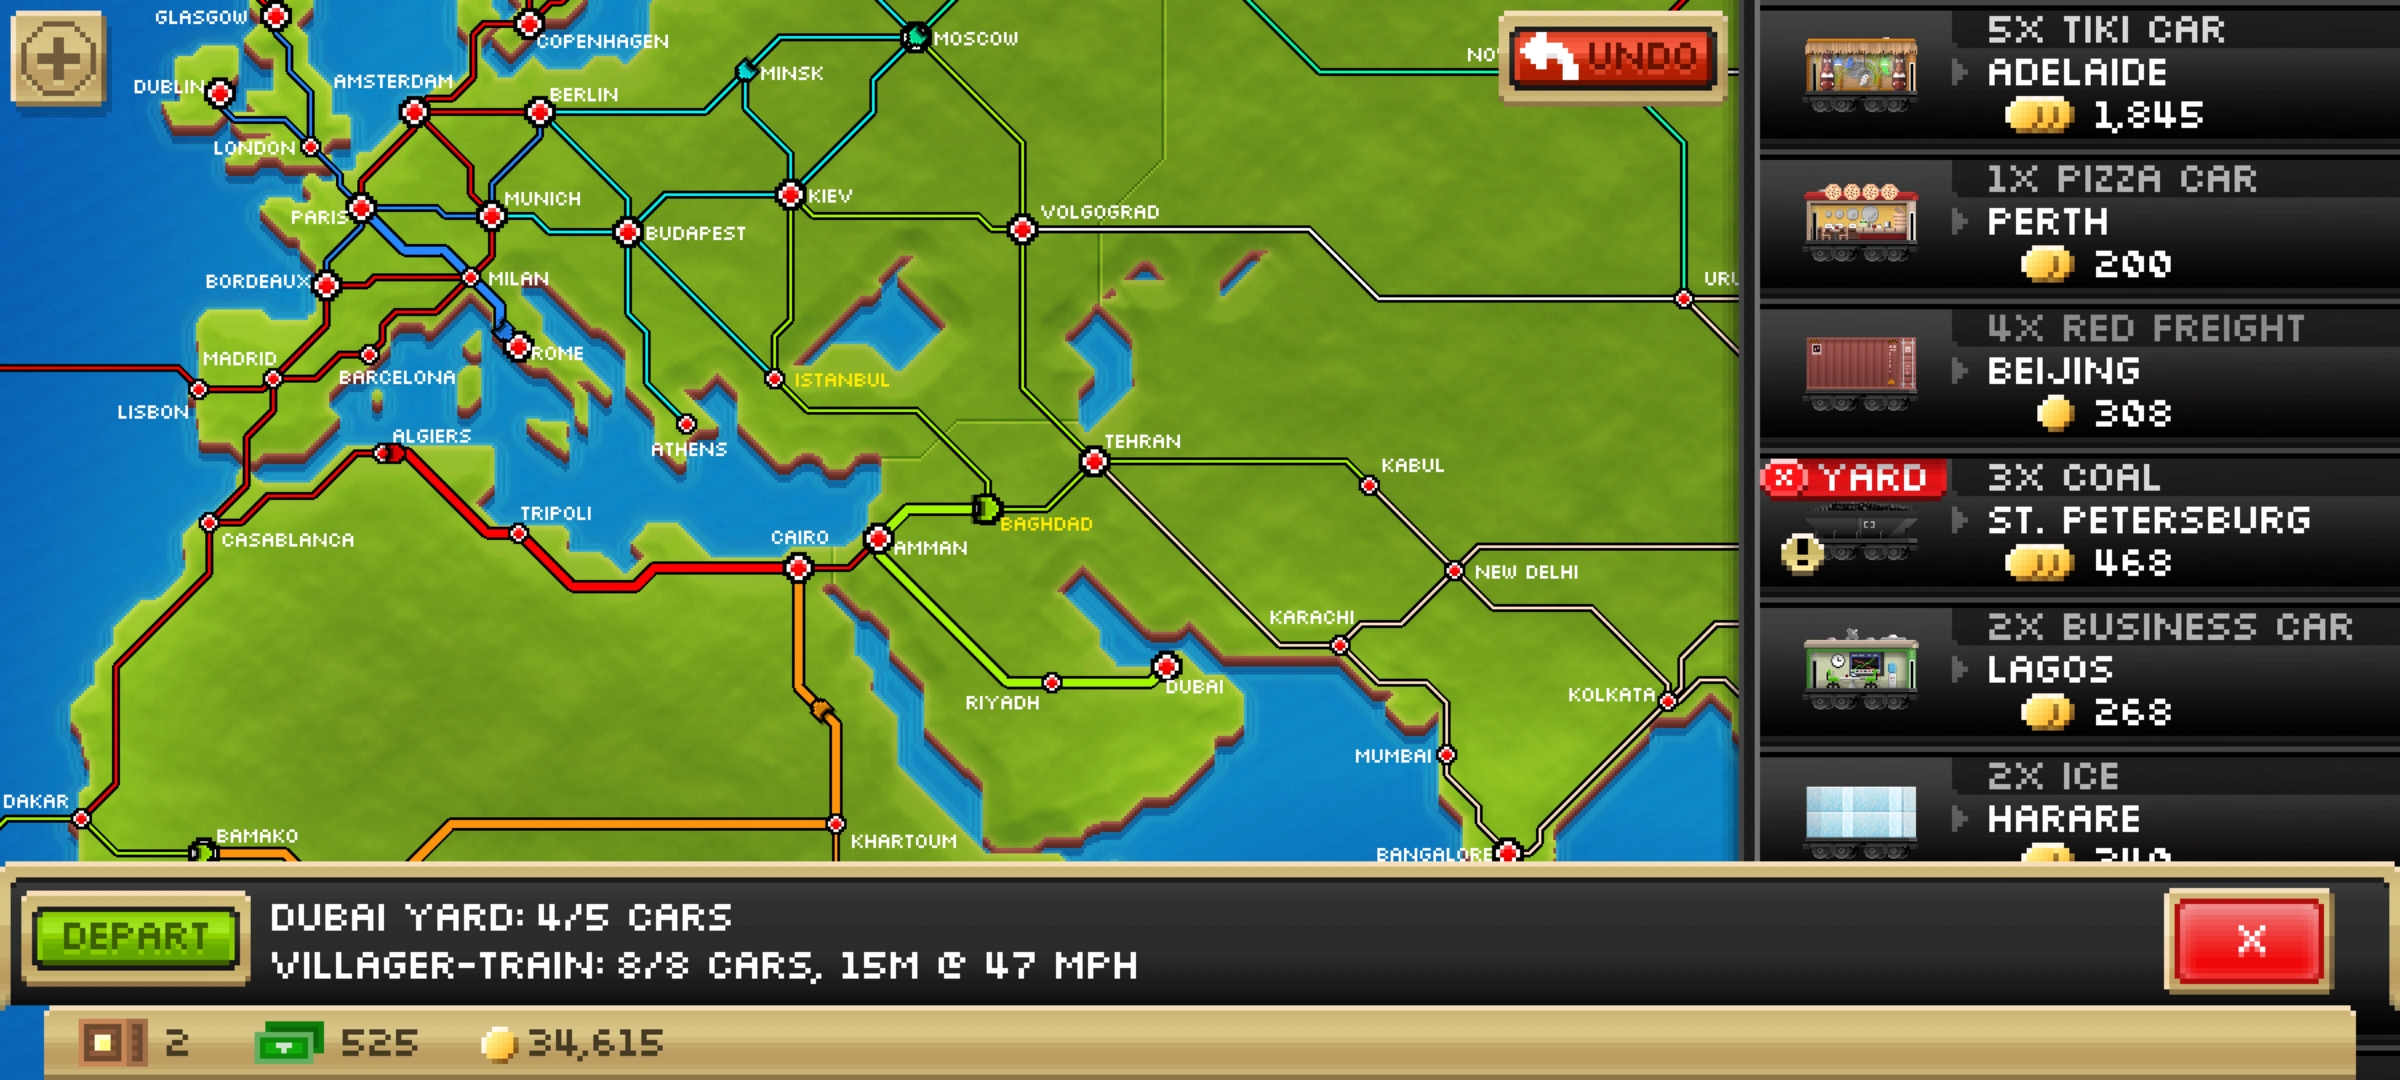 GLASGOW
COPENHAGEN
MOSCOW
UNDO
DUBLIN
AMSTERDAM
BERLIN
MINSK
LONDON
PARIS
MUNICH
KIEV
VOLGOGRAD
BUDAPEST
BORDEAUX
MILAN
MADRID
ROME
BARCELONA
ISTANBUL
LISBON
ALGIERS
ATHENS
TEHRAN
KABUL
CASABLANCA
TRIPOLI
CAIRO
AMMAN
BAGHDAD
NEW DELHI
KARACHI
RIYADH
DUBAI
KOLKATA
MUMBAI
DAKAR
BAMAKO
KHARTOUM
BANGALORE
5X TIKI CAR
ADELAIDE
1,845
1X PIZZA CAR
PERTH
200
4X RED FREIGHT
BEIJING
308
YARD
3X COAL
ST. PETERSBURG
468
2X BUSINESS CAR
LAGOS
268
2X ICE
HARARE
DEPART
DUBAI YARD: 4/5 CARS
VILLAGER-TRAIN: 8/8 CARS, 15M @ 47 MPH
X
2
525
34,615